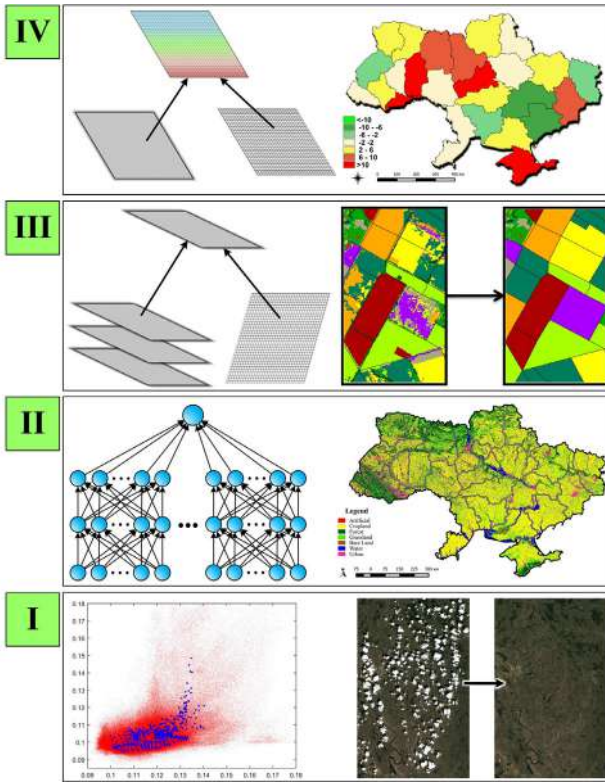 IV
<-10
-10 - -6
-6 - -2
-2 - 2
2 - 6
6 - 10
>10
III
II
Legend
Artificial
Cropland
Forest
Grassland
Bare Land
Water
I
0.18
0.17
0.16
0.15
0.14
0.13
0.12
0.11
0.1
0.09
0.09 0.1 0.11 0.12 0.13 0.14 0.15 0.16 0.17 0.18